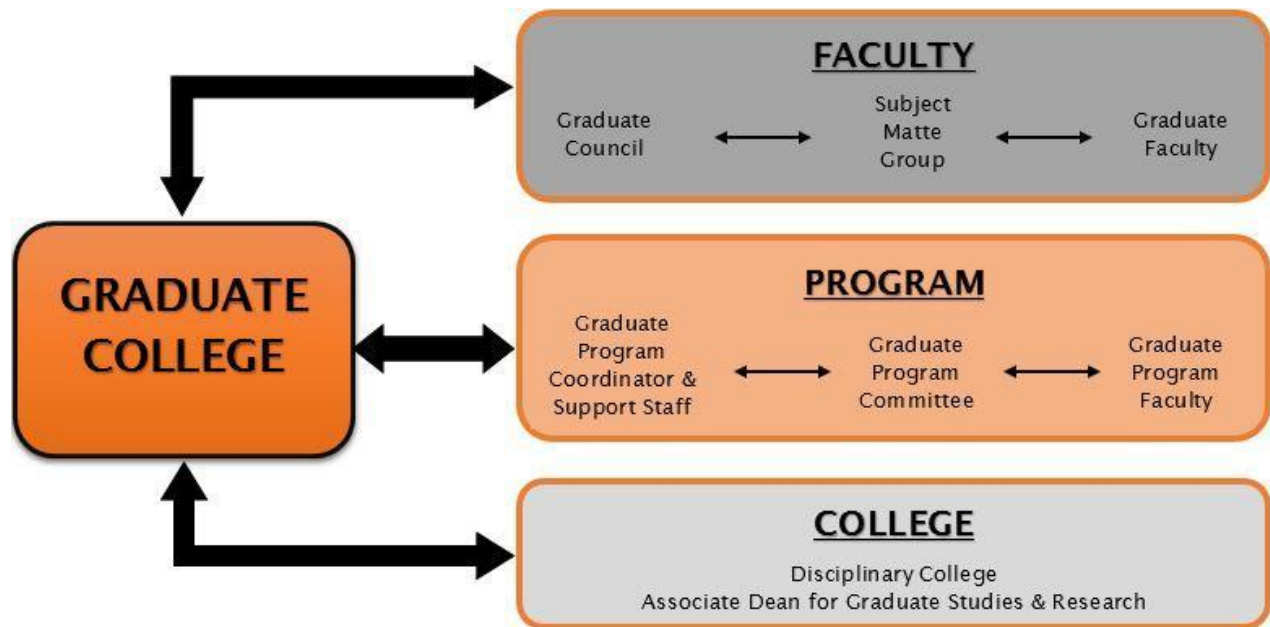 FACULTY
Graduate
Council
Subject
Matte
Group
Graduate
Faculty
GRADUATE
COLLEGE
PROGRAM
Graduate
Program
Coordinator &
Support Staff
Graduate
Program
Committee
Graduate
Program
Faculty
COLLEGE
Disciplinary College
Associate Dean for Graduate Studies & Research